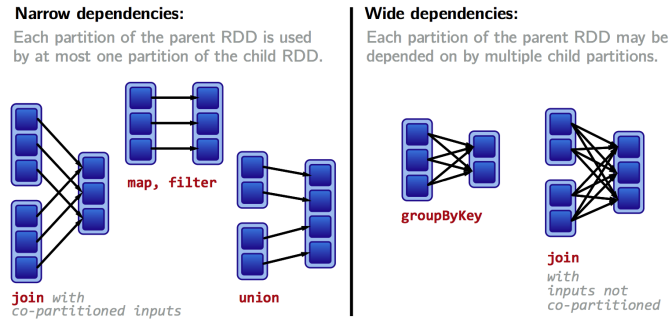 Narrow dependencies:
Each partition of the parent RDD is used
by at most one partition of the child RDD.
map, filter
join with
co-partitioned inputs
union
Wide dependencies:
Each partition of the parent RDD may be
depended on by multiple child partitions.
groupByKey
join
with
inputs not
co-partitioned